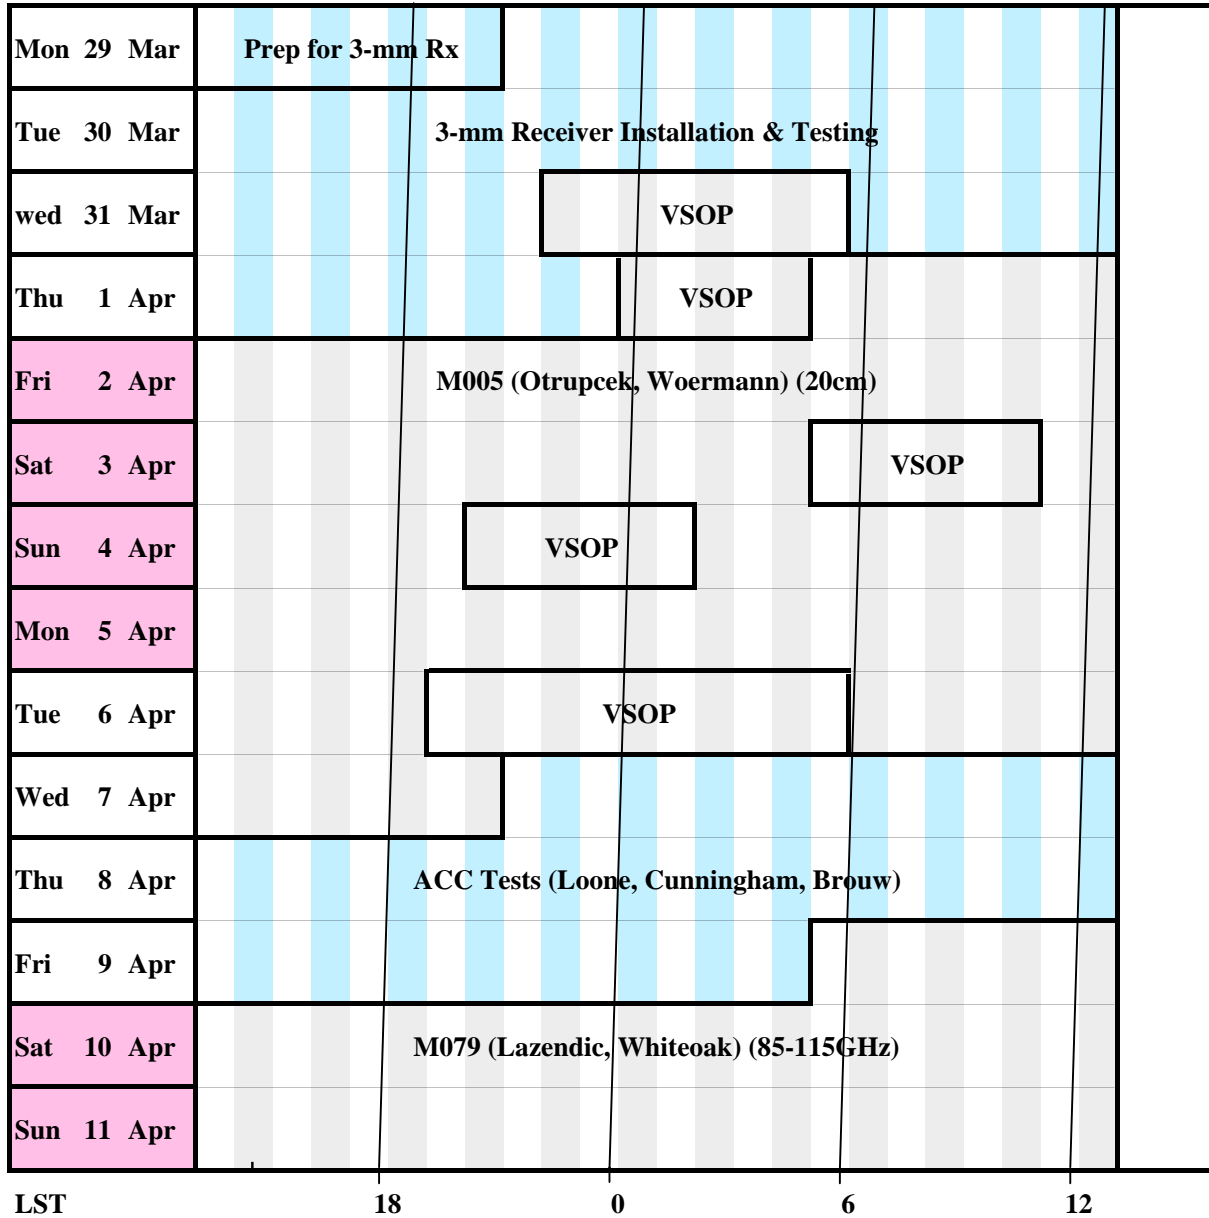 Mon 29 Mar Prep for 3-mm Rx
Tue 30 Mar 3-mm Receiver Installation & Testing
wed 31 Mar VSOP
Thu 1 Apr VSOP
Fri 2 Apr M005 (Otrupcek, Woermann) (20cm)
Sat 3 Apr VSOP
Sun 4 Apr VSOP
Mon 5 Apr
Tue 6 Apr VSOP
Wed 7 Apr
Thu 8 Apr ACC Tests (Loone, Cunningham, Brouw)
Fri 9 Apr
Sat 10 Apr M079 (Lazendic, Whiteoak) (85-115GHz)
Sun 11 Apr
LST 18 0 6 12